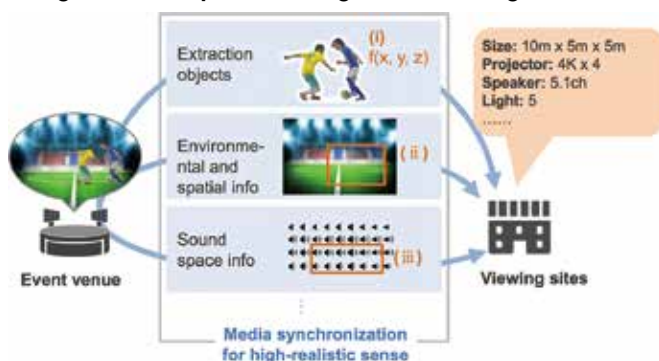 Extraction
objects
(i)
f(x, y, z)
Size: 10m x 5m x 5m
Projector: 4K x 4
Speaker: 5.1ch
Light: 5
......
Environme-
ntal and
spatial info
(ii)
Sound
space info
(iii)
Event venue
Viewing sites
Media synchronization
for high-realistic sense